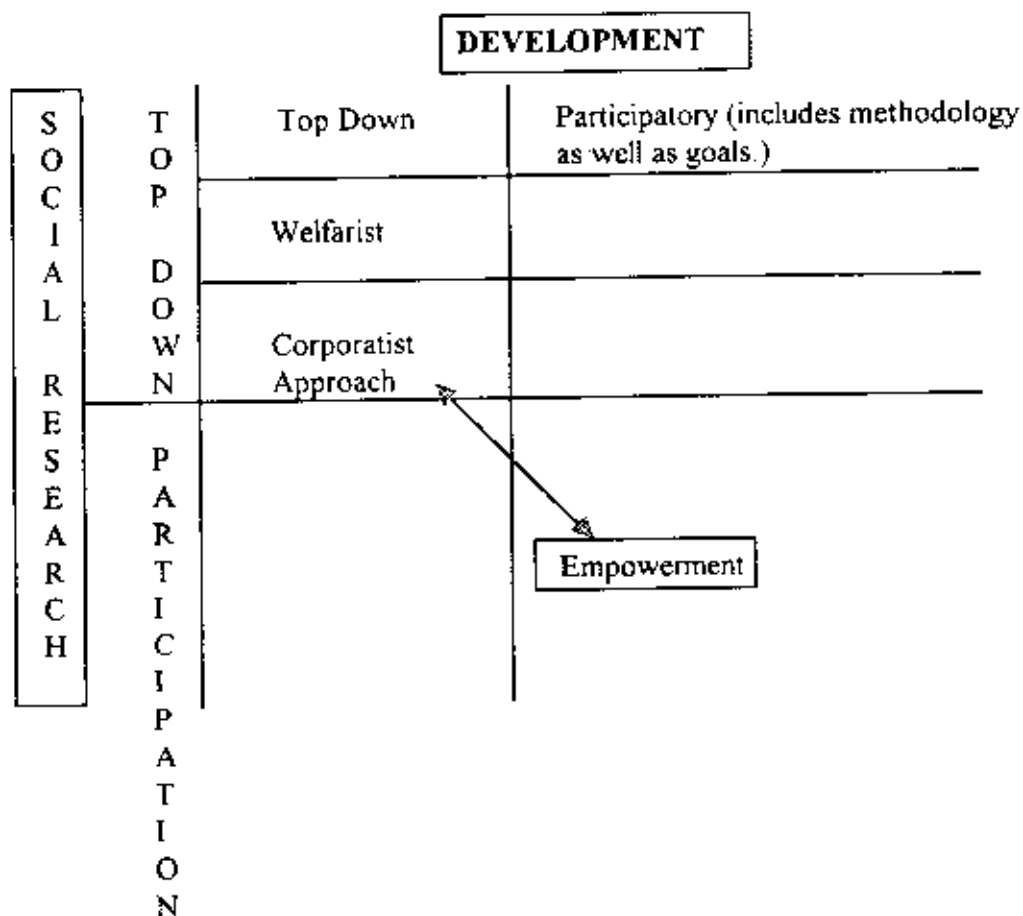 DEVELOPMENT
SOCIAL RESEARCH
TOP DOWN
PARTICIPATION
Top Down
Participatory (includes methodology
as well as goals.)
Welfarist
Corporatist
Approach
Empowerment